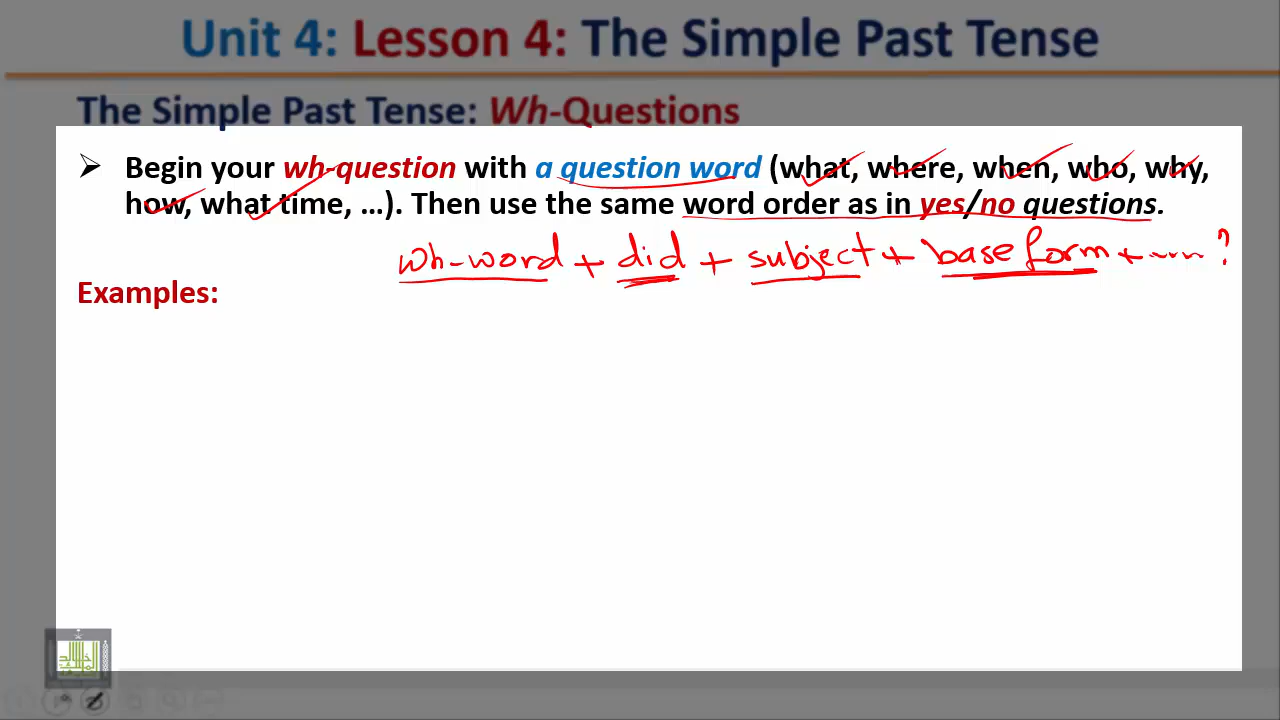 Unit 4: Lesson 4: The Simple Past Tense
The Simple Past Tense: Wh-Questions
➢ Begin your wh-question with a question word (what, where, when, who, why,
how, what time, ...). Then use the same word order as in yes/no questions.
wh-word + did + subject + base form + ...... ?
Examples: